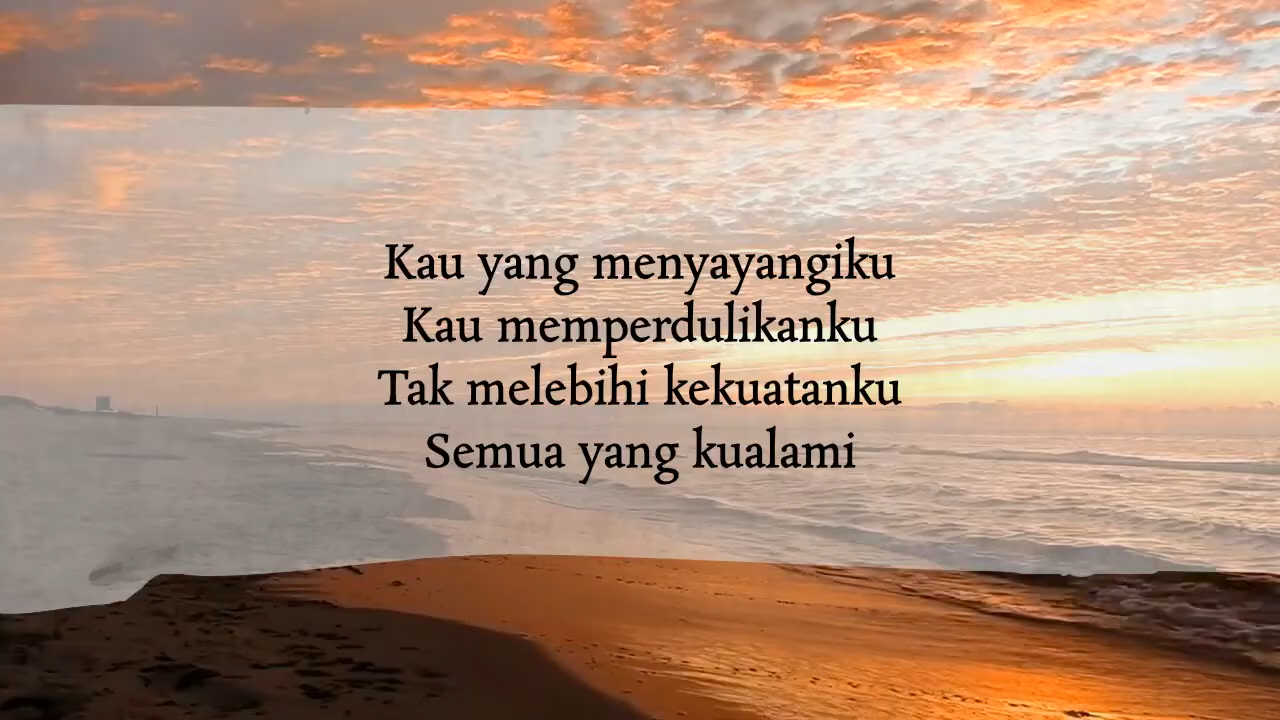 Kau yang menyayangiku
Kau memperdulikanku
Tak melebihi kekuatanku
Semua yang kualami